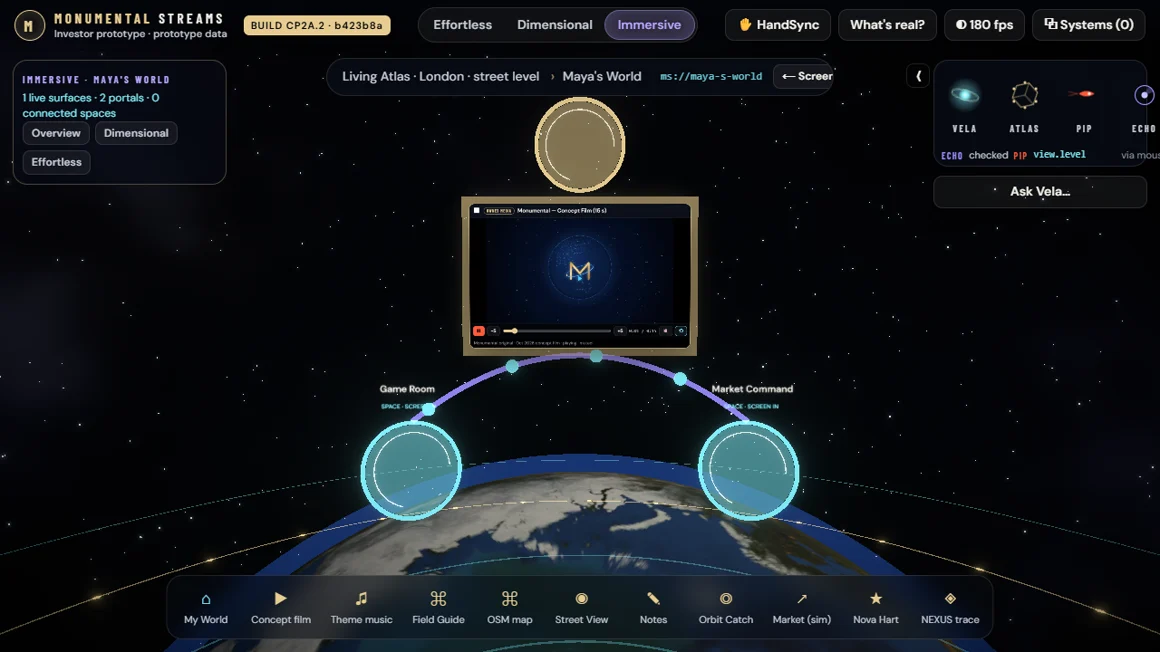 M
MONUMENTAL STREAMS
Investor prototype · prototype data
BUILD CP2A.2 · b423b8a
Effortless
Dimensional
Immersive
HandSync
What's real?
180 fps
Systems (0)
IMMERSIVE · MAYA'S WORLD
1 live surfaces · 2 portals · 0
connected spaces
Overview
Dimensional
Effortless
Living Atlas · London · street level › Maya's World
ms://maya-s-world
← Screen
VELA
ATLAS
PIP
ECHO
ECHO checked PIP view.level
via mous
Ask Vela…
Monumental — Concept Film (16 s)
M
Game Room
Market Command
SPACE · SCREEN IN
My World
Concept film
Theme music
Field Guide
OSM map
Street View
Notes
Orbit Catch
Market (sim)
Nova Hart
NEXUS trace